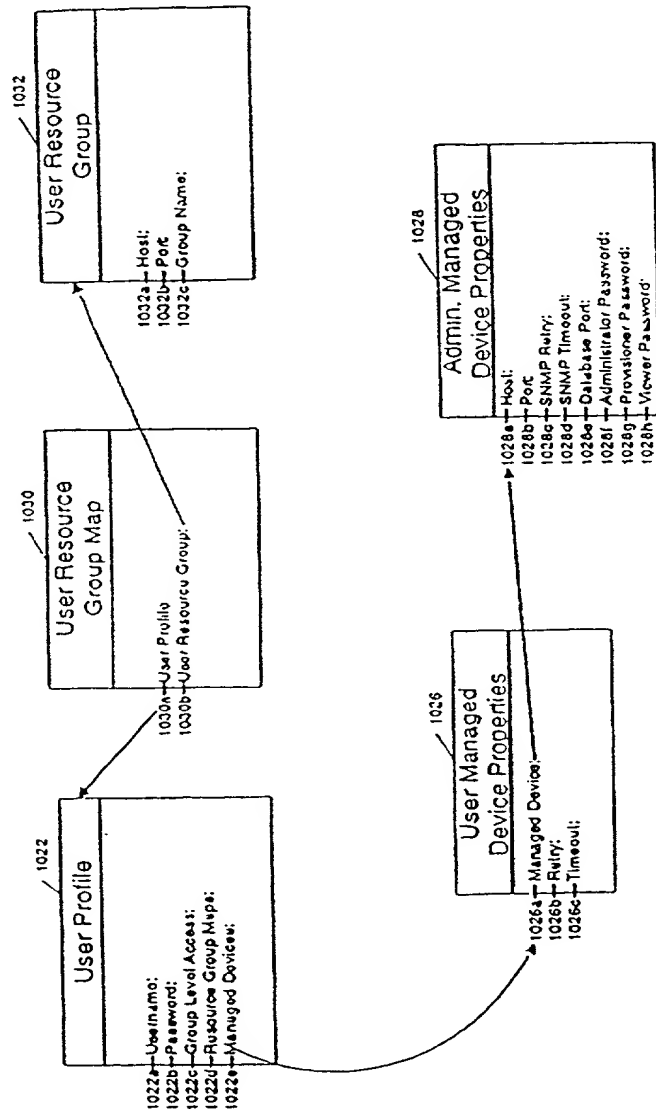 1022
User Profile
1022a Username:
1022b Password:
1022c Group Level Access:
1022d Resource Group Maps:
1022e Managed Devices:
1030
User Resource
Group Map
1030a User Profile
1030b User Resource Group:
1032
User Resource
Group
1032a Host:
1032b Port:
1032c Group Name:
1026
User Managed
Device Properties
1026a Managed Device:
1026b Retry:
1026c Timeout:
1028
Admin. Managed
Device Properties
1028a Host:
1028b Port:
1028c SNMP Retry:
1028d SNMP Timeout:
1028e Database Port:
1028f Administrator Password:
1028g Provisioner Password:
1028h Viewer Password: